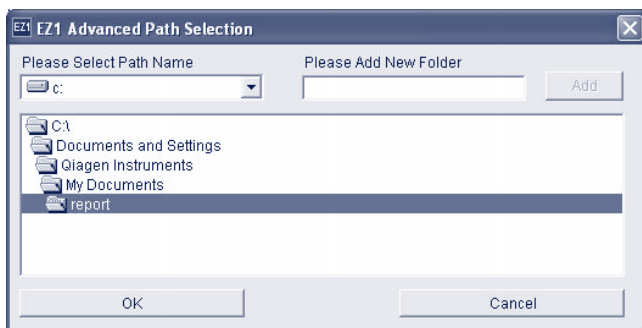 EZ1 EZ1 Advanced Path Selection
Please Select Path Name
Please Add New Folder
c:
Add
C:\
Documents and Settings
Qiagen Instruments
My Documents
report
OK
Cancel